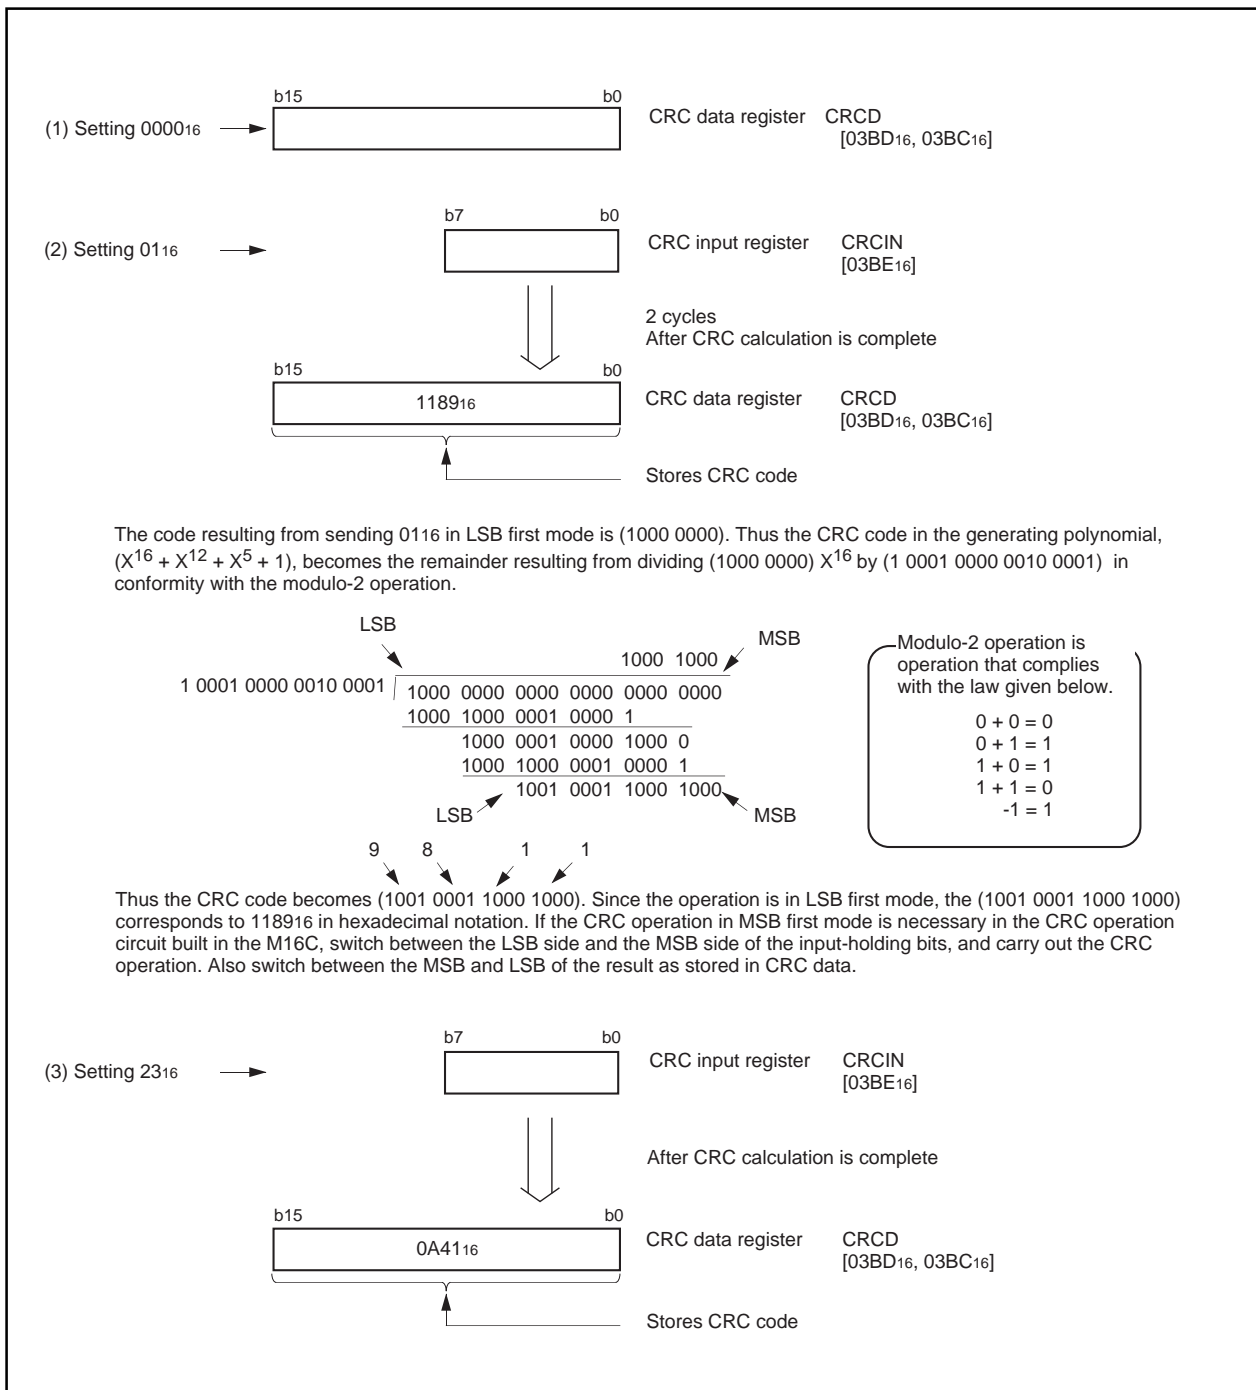 b15 b0
(1) Setting 0000₁₆ CRC data register CRCD
[03BD₁₆, 03BC₁₆]
b7 b0
(2) Setting 01₁₆ CRC input register CRCIN
[03BE₁₆]
2 cycles
After CRC calculation is complete
b15 b0
1189₁₆ CRC data register CRCD
[03BD₁₆, 03BC₁₆]
Stores CRC code
The code resulting from sending 01₁₆ in LSB first mode is (1000 0000). Thus the CRC code in the generating polynomial,
(X¹⁶ + X¹² + X⁵ + 1), becomes the remainder resulting from dividing (1000 0000) X¹⁶ by (1 0001 0000 0010 0001) in
conformity with the modulo-2 operation.
LSB MSB
1000 1000
1 0001 0000 0010 0001 1000 0000 0000 0000 0000 0000
1000 1000 0001 0000 1
1000 0001 0000 1000 0
1000 1000 0001 0000 1
1001 0001 1000 1000
LSB MSB
Modulo-2 operation is
operation that complies
with the law given below.
0 + 0 = 0
0 + 1 = 1
1 + 0 = 1
1 + 1 = 0
-1 = 1
9 8 1 1
Thus the CRC code becomes (1001 0001 1000 1000). Since the operation is in LSB first mode, the (1001 0001 1000 1000)
corresponds to 1189₁₆ in hexadecimal notation. If the CRC operation in MSB first mode is necessary in the CRC operation
circuit built in the M16C, switch between the LSB side and the MSB side of the input-holding bits, and carry out the CRC
operation. Also switch between the MSB and LSB of the result as stored in CRC data.
b7 b0
(3) Setting 23₁₆ CRC input register CRCIN
[03BE₁₆]
After CRC calculation is complete
b15 b0
0A41₁₆ CRC data register CRCD
[03BD₁₆, 03BC₁₆]
Stores CRC code